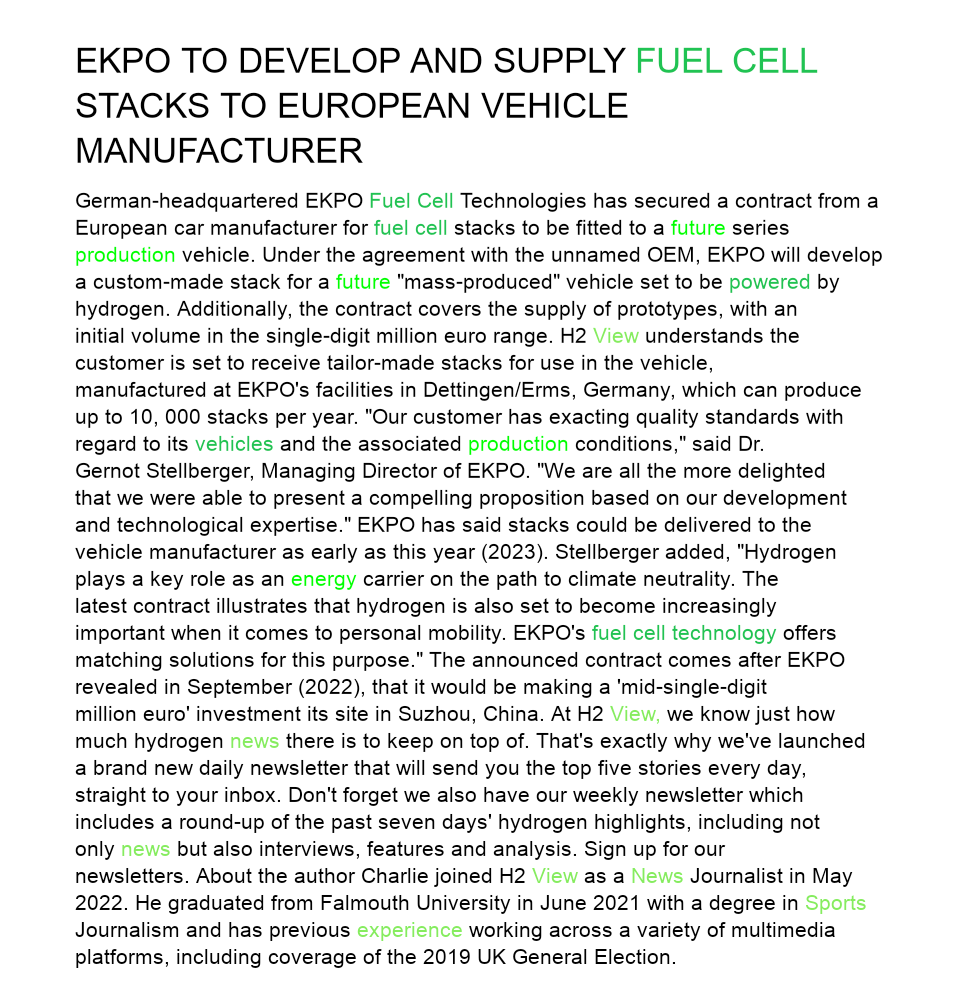 EKPO TO DEVELOP AND SUPPLY FUEL CELL
STACKS TO EUROPEAN VEHICLE
MANUFACTURER
German-headquartered EKPO Fuel Cell Technologies has secured a contract from a
European car manufacturer for fuel cell stacks to be fitted to a future series
production vehicle. Under the agreement with the unnamed OEM, EKPO will develop
a custom-made stack for a future "mass-produced" vehicle set to be powered by
hydrogen. Additionally, the contract covers the supply of prototypes, with an
initial volume in the single-digit million euro range. H2 View understands the
customer is set to receive tailor-made stacks for use in the vehicle,
manufactured at EKPO's facilities in Dettingen/Erms, Germany, which can produce
up to 10, 000 stacks per year. "Our customer has exacting quality standards with
regard to its vehicles and the associated production conditions," said Dr.
Gernot Stellberger, Managing Director of EKPO. "We are all the more delighted
that we were able to present a compelling proposition based on our development
and technological expertise." EKPO has said stacks could be delivered to the
vehicle manufacturer as early as this year (2023). Stellberger added, "Hydrogen
plays a key role as an energy carrier on the path to climate neutrality. The
latest contract illustrates that hydrogen is also set to become increasingly
important when it comes to personal mobility. EKPO's fuel cell technology offers
matching solutions for this purpose." The announced contract comes after EKPO
revealed in September (2022), that it would be making a 'mid-single-digit
million euro' investment its site in Suzhou, China. At H2 View, we know just how
much hydrogen news there is to keep on top of. That's exactly why we've launched
a brand new daily newsletter that will send you the top five stories every day,
straight to your inbox. Don't forget we also have our weekly newsletter which
includes a round-up of the past seven days' hydrogen highlights, including not
only news but also interviews, features and analysis. Sign up for our
newsletters. About the author Charlie joined H2 View as a News Journalist in May
2022. He graduated from Falmouth University in June 2021 with a degree in Sports
Journalism and has previous experience working across a variety of multimedia
platforms, including coverage of the 2019 UK General Election.